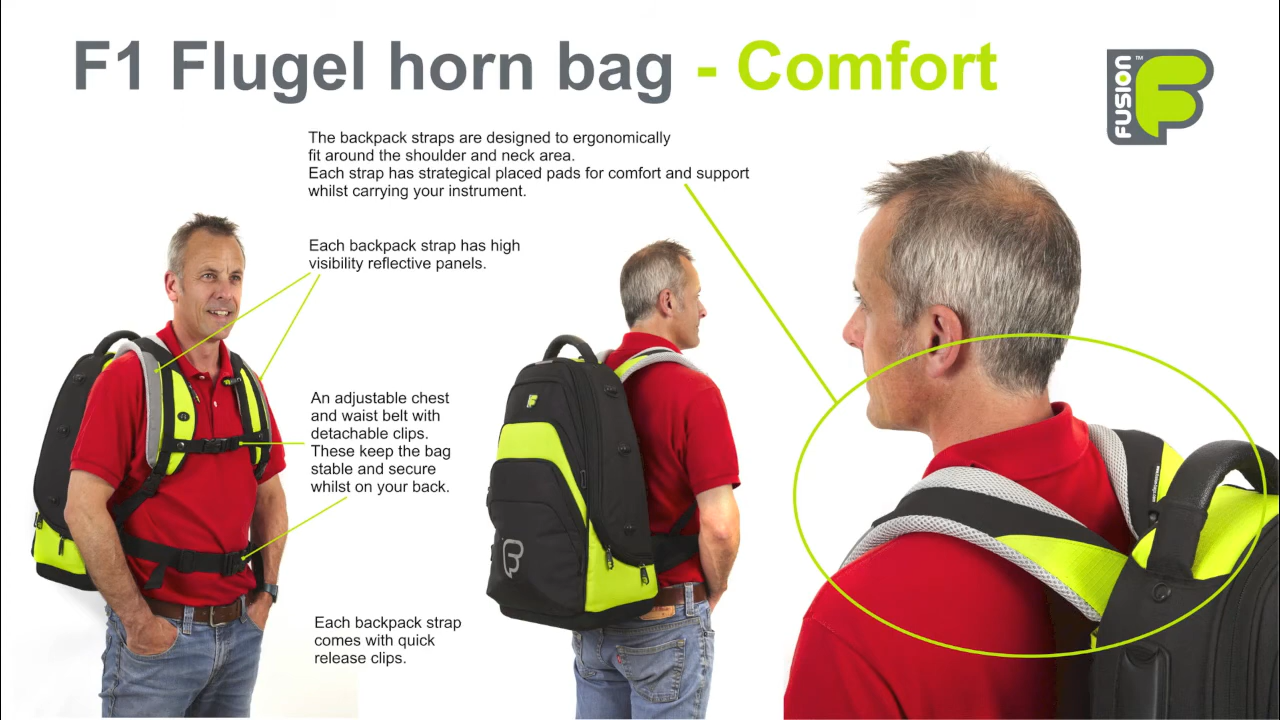 F1 Flugel horn bag - Comfort
FUSION
TM
The backpack straps are designed to ergonomically
fit around the shoulder and neck area.
Each strap has strategical placed pads for comfort and support
whilst carrying your instrument.
Each backpack strap has high
visibility reflective panels.
An adjustable chest
and waist belt with
detachable clips.
These keep the bag
stable and secure
whilst on your back.
Each backpack strap
comes with quick
release clips.